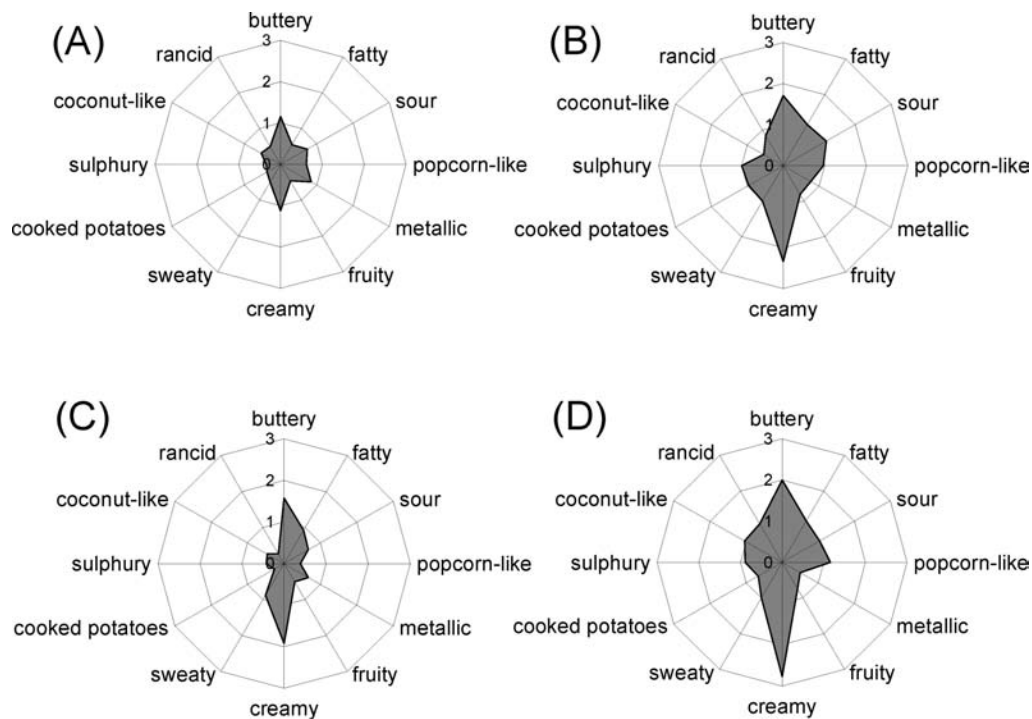 (A)
buttery
3
rancid
fatty
2
coconut-like
sour
1
sulphury
0
popcorn-like
cooked potatoes
metallic
sweaty
fruity
creamy
(B)
buttery
3
rancid
fatty
2
coconut-like
sour
1
sulphury
0
popcorn-like
cooked potatoes
metallic
sweaty
fruity
creamy
(C)
buttery
3
rancid
fatty
2
coconut-like
sour
1
sulphury
0
popcorn-like
cooked potatoes
metallic
sweaty
fruity
creamy
(D)
buttery
3
rancid
fatty
2
coconut-like
sour
1
sulphury
0
popcorn-like
cooked potatoes
metallic
sweaty
fruity
creamy